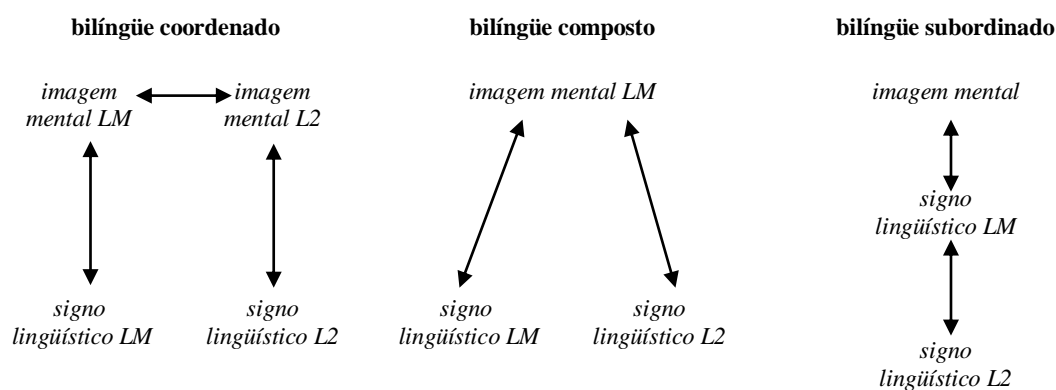 bilíngüe coordenado
imagem
mental LM
imagem
mental L2
signo
lingüístico LM
signo
lingüístico L2
bilíngüe composto
imagem mental LM
signo
lingüístico LM
signo
lingüístico L2
bilíngüe subordinado
imagem mental
signo
lingüístico LM
signo
lingüístico L2